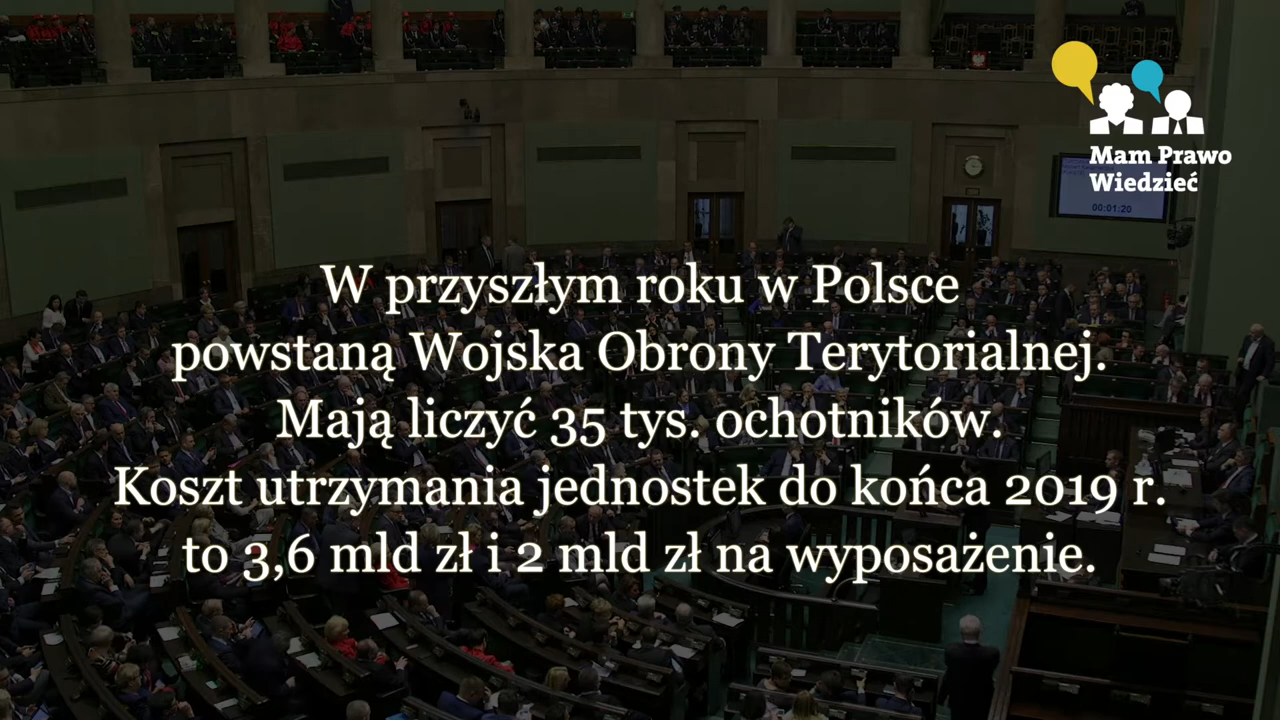 Mam Prawo
Wiedzieć
00:01:20
W przyszłym roku w Polsce
powstaną Wojska Obrony Terytorialnej.
Mają liczyć 35 tys. ochotników.
Koszt utrzymania jednostek do końca 2019 r.
to 3,6 mld zł i 2 mld zł na wyposażenie.